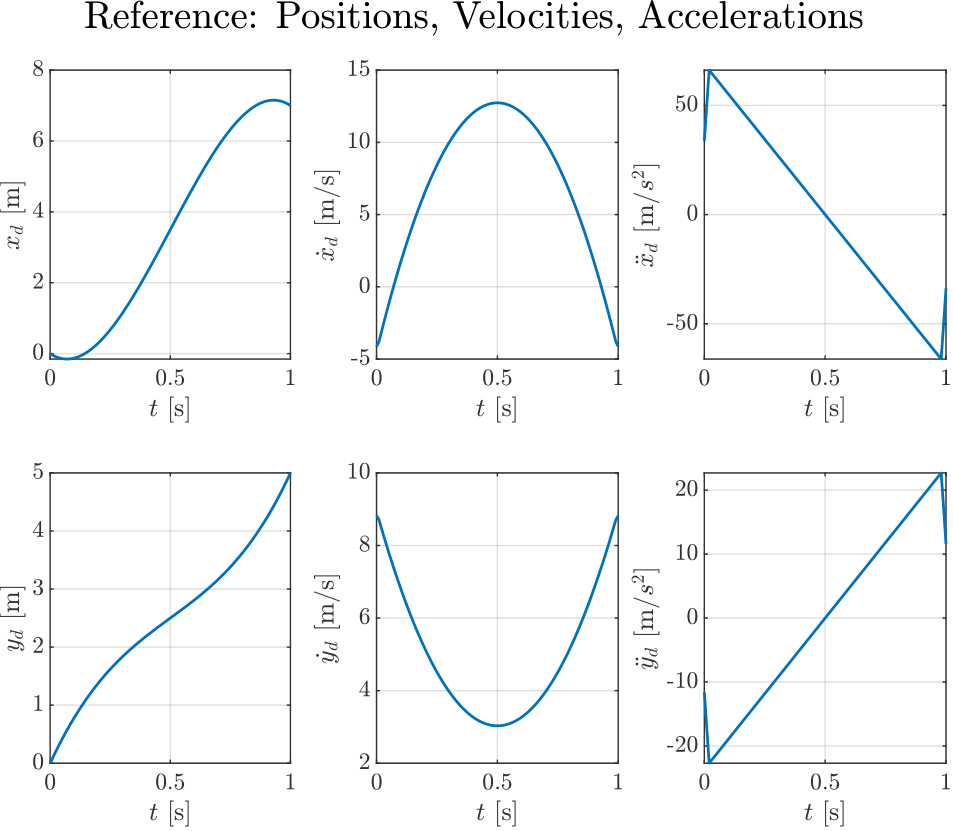 Reference: Positions, Velocities, Accelerations
8
6
4
2
0
x_d [m]
0 0.5 1
t [s]
15
10
5
0
-5
ẋ_d [m/s]
0 0.5 1
t [s]
50
0
-50
ẍ_d [m/s²]
0 0.5 1
t [s]
5
4
3
2
1
0
y_d [m]
0 0.5 1
t [s]
10
8
6
4
2
ẏ_d [m/s]
0 0.5 1
t [s]
20
10
0
-10
-20
ÿ_d [m/s²]
0 0.5 1
t [s]